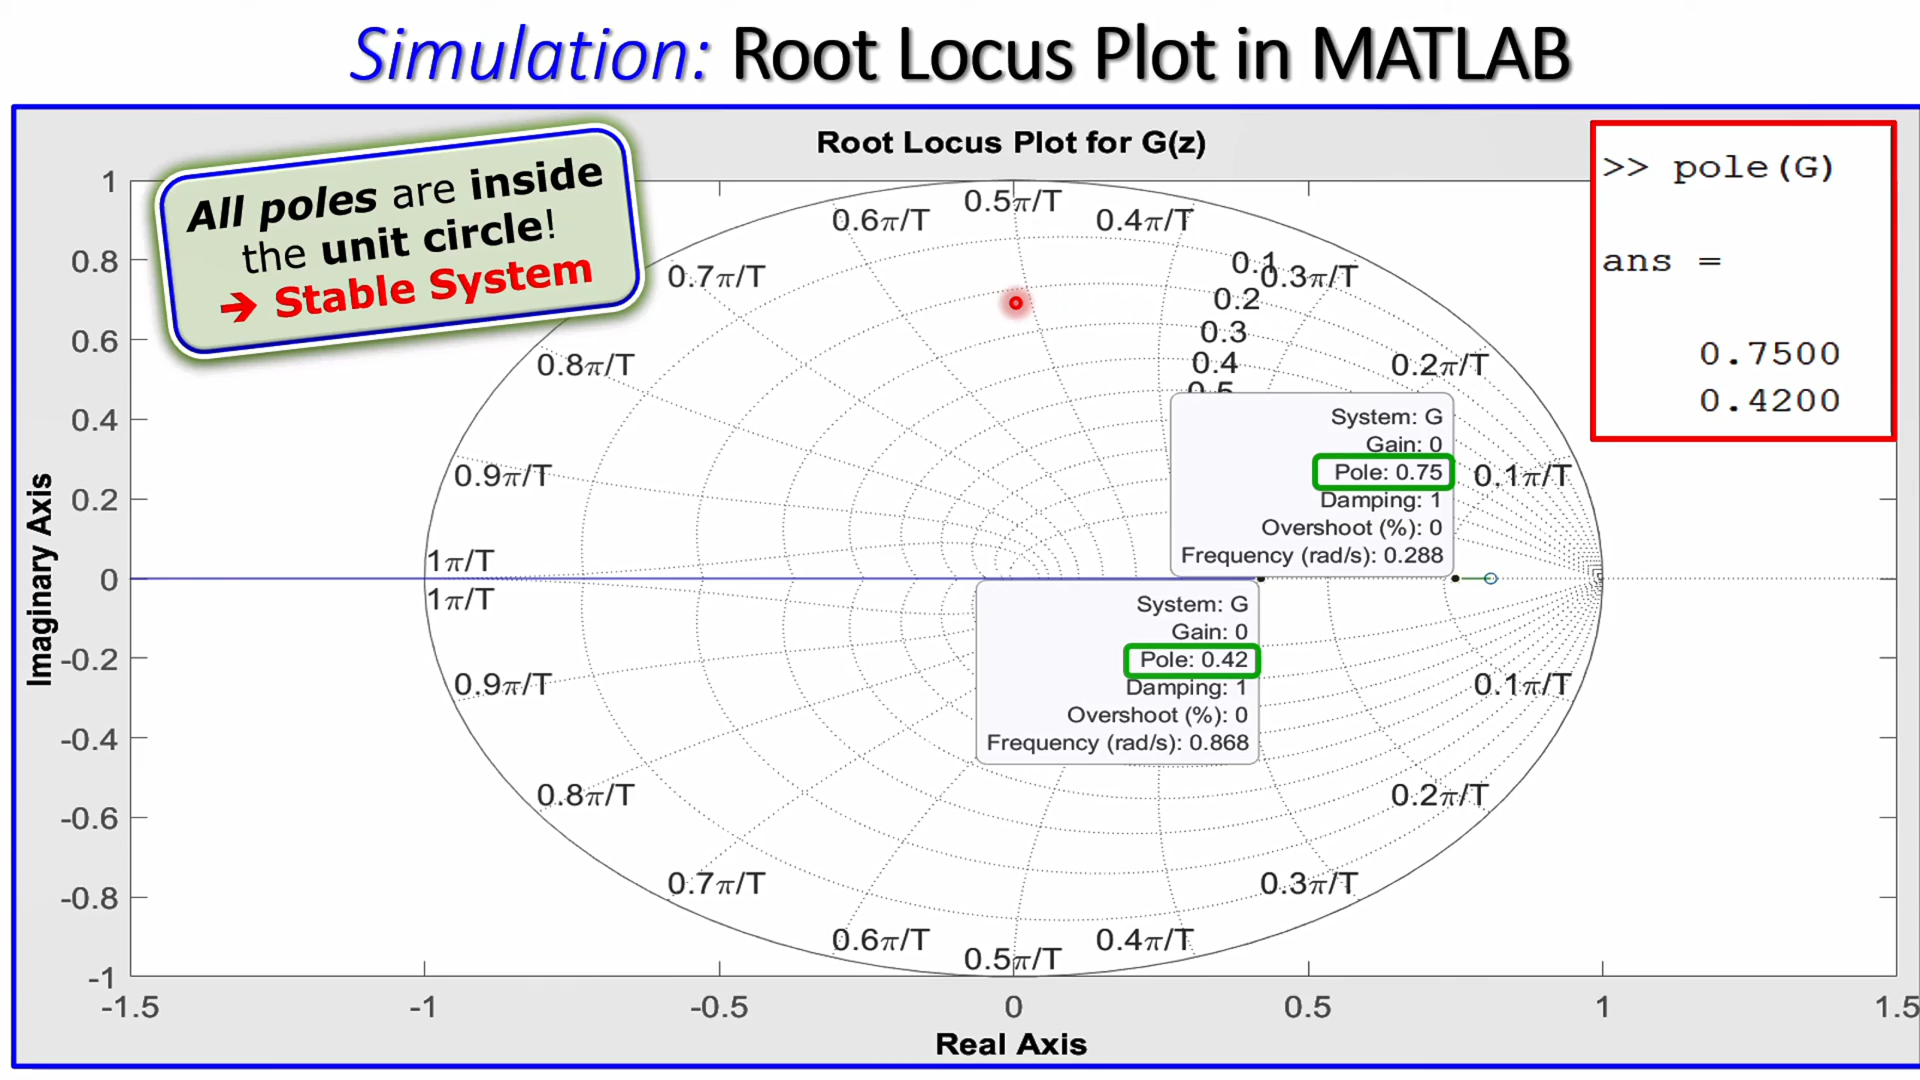 Simulation: Root Locus Plot in MATLAB
All poles are inside
the unit circle!
➔ Stable System
Root Locus Plot for G(z)
>> pole(G)
ans =
0.7500
0.4200
1
0.8
0.6
0.4
0.2
0
-0.2
-0.4
-0.6
-0.8
-1
Imaginary Axis
0.5π/T
0.6π/T
0.4π/T
0.7π/T
0.1
0.3π/T
0.2
0.3
0.8π/T
0.4
0.2π/T
0.5
0.9π/T
0.1π/T
1π/T
1π/T
System: G
Gain: 0
Pole: 0.75
Damping: 1
Overshoot (%): 0
Frequency (rad/s): 0.288
System: G
Gain: 0
Pole: 0.42
Damping: 1
Overshoot (%): 0
Frequency (rad/s): 0.868
0.9π/T
0.1π/T
0.8π/T
0.2π/T
0.7π/T
0.3π/T
0.6π/T
0.4π/T
0.5π/T
-1.5
-1
-0.5
0
0.5
1
1.5
Real Axis